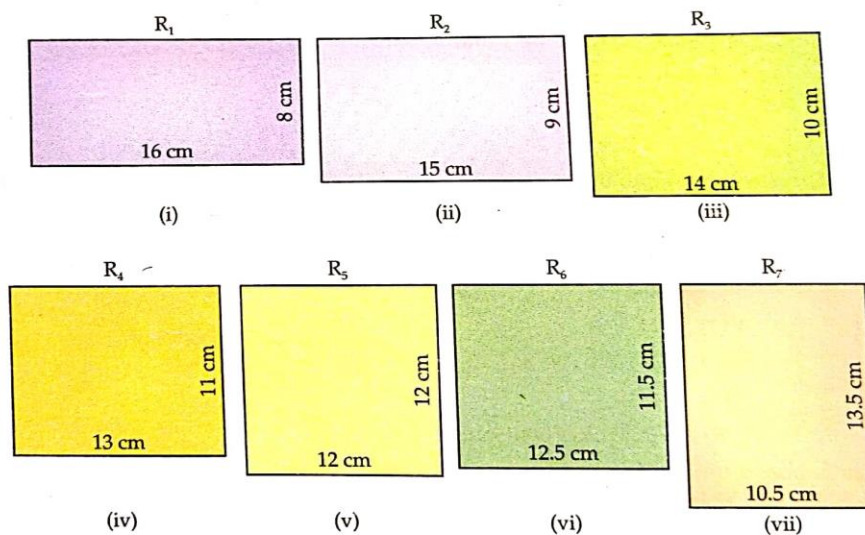 R₁ R₂ R₃
8 cm 9 cm 10 cm
16 cm 15 cm 14 cm
(i) (ii) (iii)
R₄ R₅ R₆ R₇
11 cm 12 cm 11.5 cm 13.5 cm
13 cm 12 cm 12.5 cm 10.5 cm
(iv) (v) (vi) (vii)